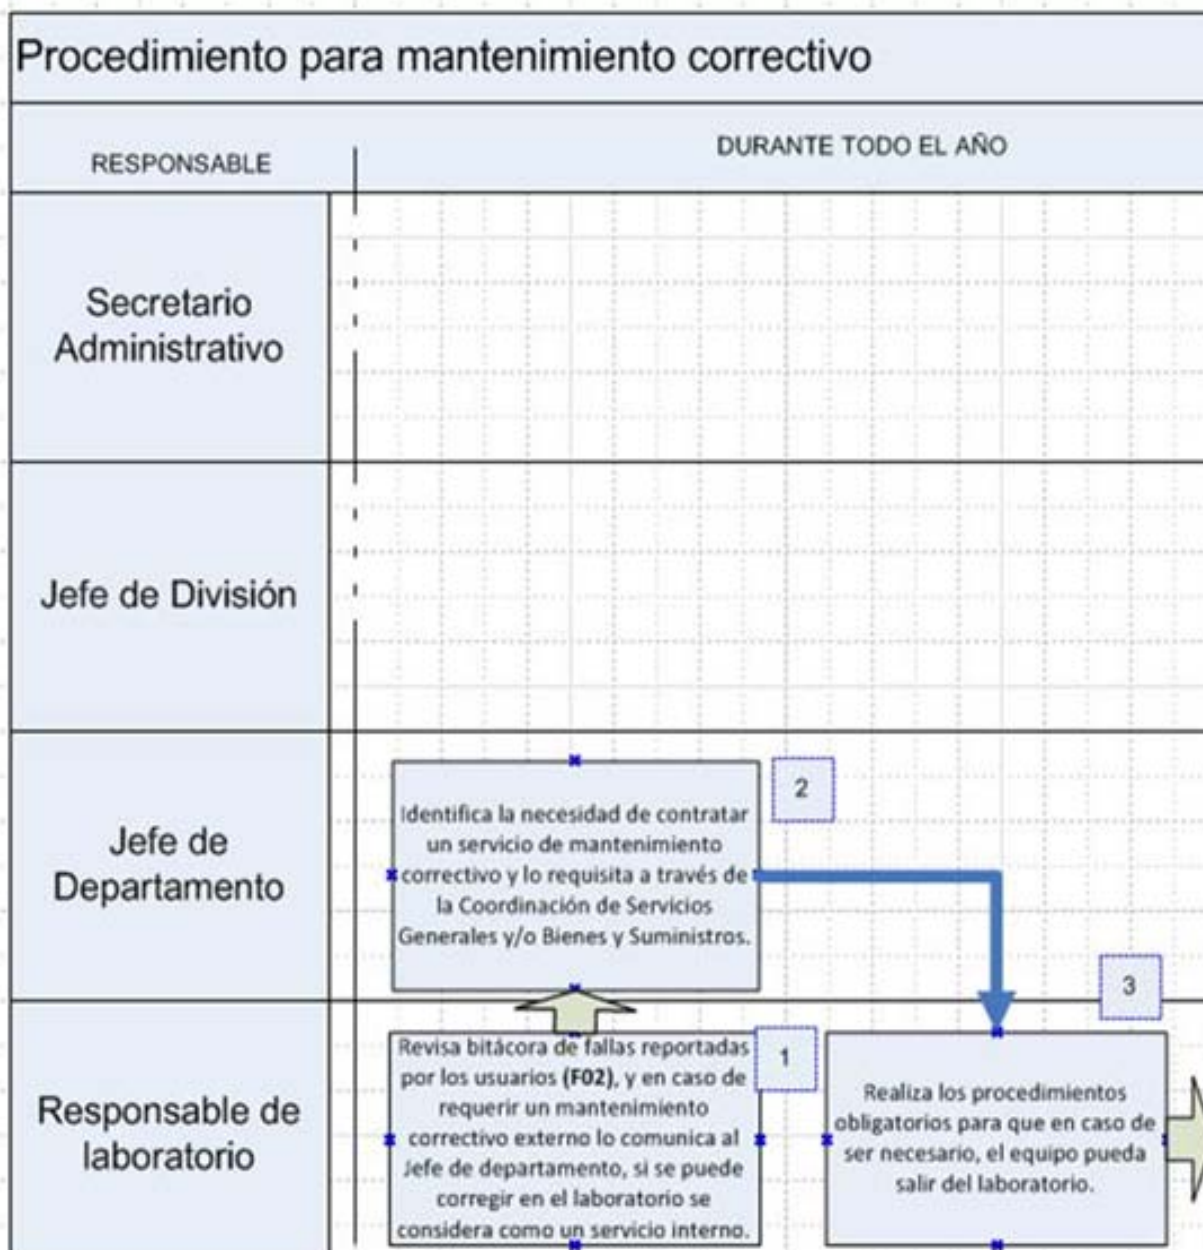 Procedimiento para mantenimiento correctivo
RESPONSABLE
DURANTE TODO EL AÑO
Secretario
Administrativo
Jefe de División
Jefe de
Departamento
Identifica la necesidad de contratar
un servicio de mantenimiento
correctivo y lo requisita a través de
la Coordinación de Servicios
Generales y/o Bienes y Suministros.
2
Responsable de
laboratorio
Revisa bitácora de fallas reportadas
por los usuarios (F02), y en caso de
requerir un mantenimiento
correctivo externo lo comunica al
Jefe de departamento, si se puede
corregir en el laboratorio se
considera como un servicio interno.
1
3
Realiza los procedimientos
obligatorios para que en caso de
ser necesario, el equipo pueda
salir del laboratorio.